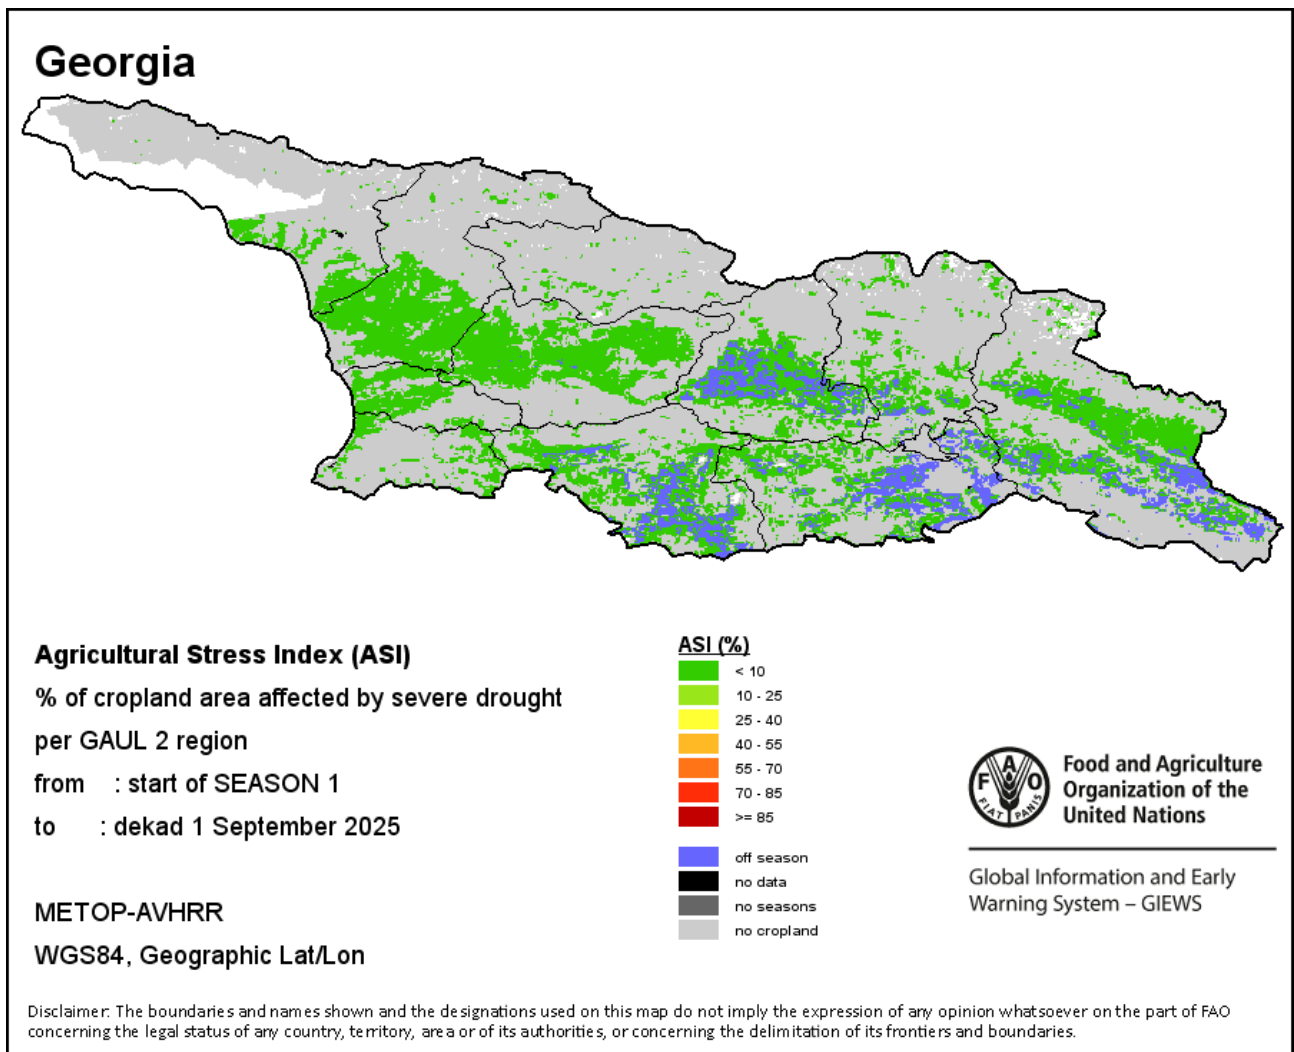 Georgia
Agricultural Stress Index (ASI)
% of cropland area affected by severe drought
per GAUL 2 region
from : start of SEASON 1
to : dekad 1 September 2025
METOP-AVHRR
WGS84, Geographic Lat/Lon
ASI (%)
< 10
10 - 25
25 - 40
40 - 55
55 - 70
70 - 85
>= 85
off season
no data
no seasons
no cropland
F A O
FIAT PANIS
Food and Agriculture
Organization of the
United Nations
Global Information and Early
Warning System – GIEWS
Disclaimer: The boundaries and names shown and the designations used on this map do not imply the expression of any opinion whatsoever on the part of FAO
concerning the legal status of any country, territory, area or of its authorities, or concerning the delimitation of its frontiers and boundaries.